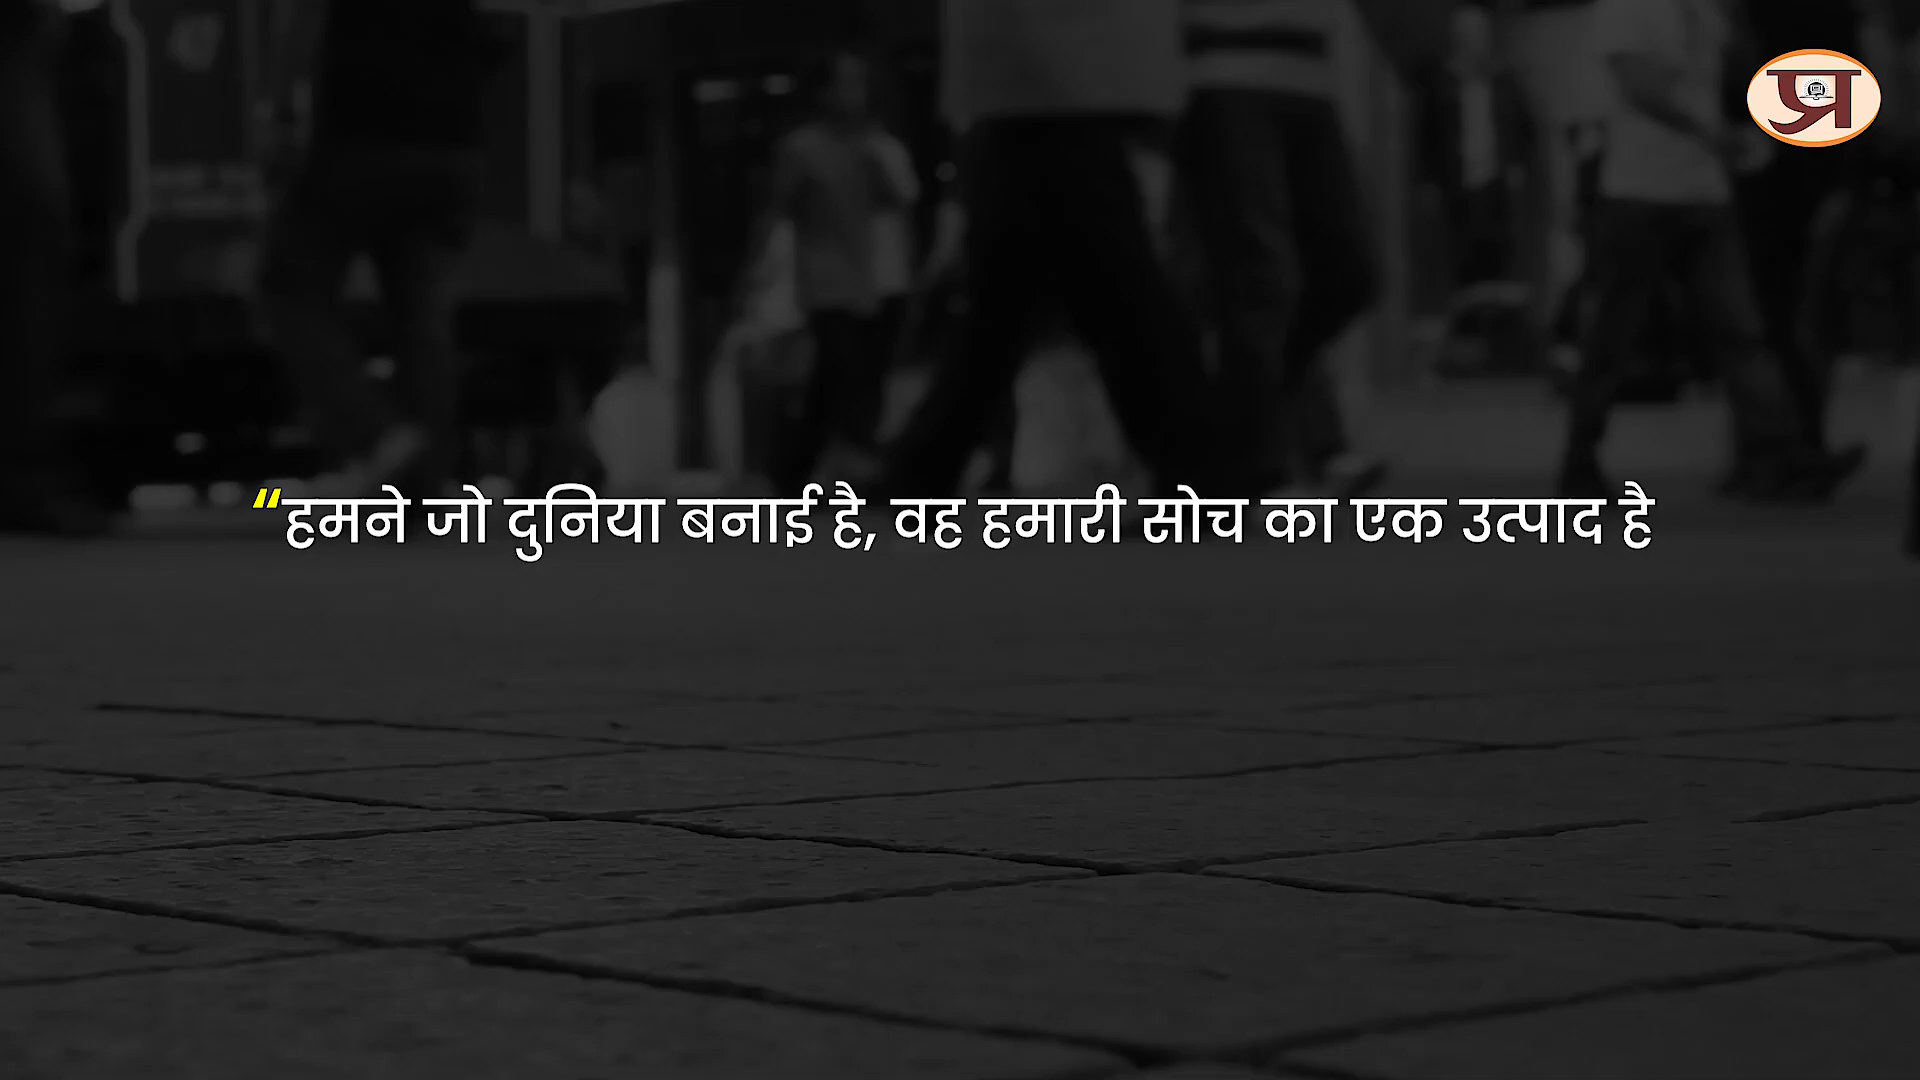 प्र
“हमने जो दुनिया बनाई है, वह हमारी सोच का एक उत्पाद है